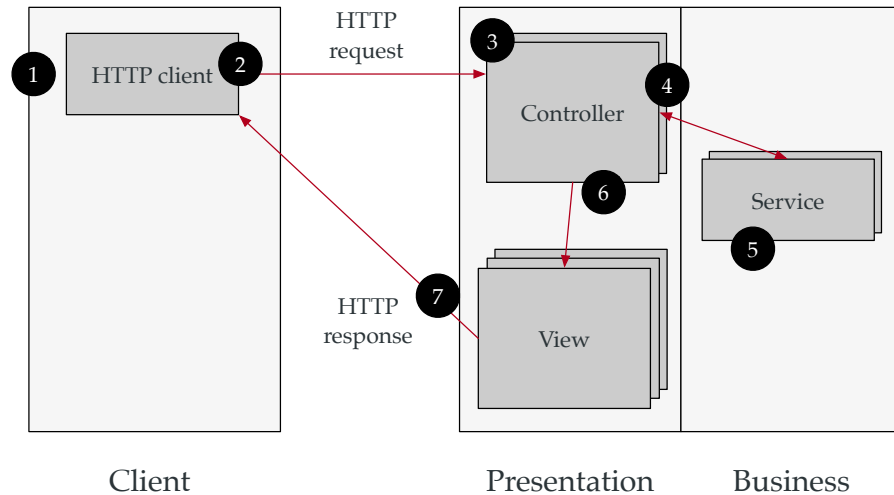 HTTP
request
1
HTTP client
2
3
Controller
4
6
Service
5
7
HTTP
response
View
Client
Presentation
Business